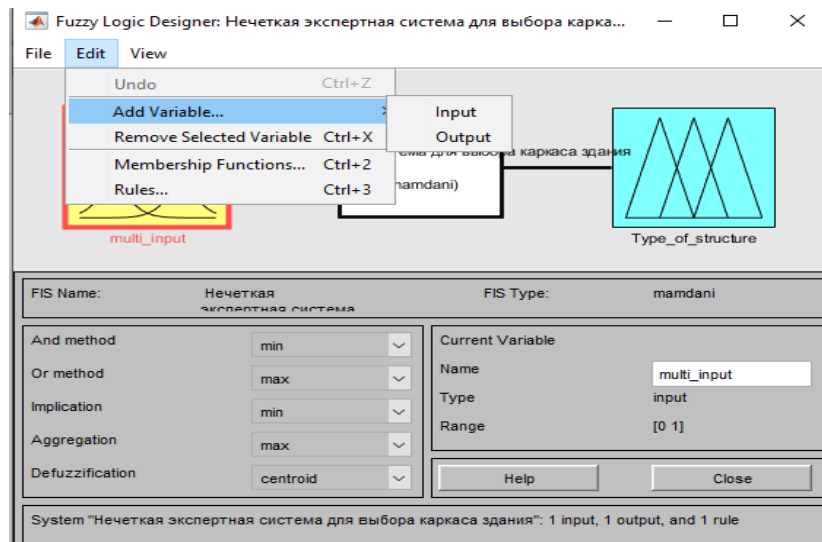 Fuzzy Logic Designer: Нечеткая экспертная система для выбора карка...
File Edit View
Undo Ctrl+Z
Add Variable... >
Input
Remove Selected Variable Ctrl+X
Output
Membership Functions... Ctrl+2
для выбора каркаса здания
Rules... Ctrl+3
mamdani)
multi_input
Type_of_structure
FIS Name: Нечеткая экспертная система
FIS Type: mamdani
And method min
Or method max
Implication min
Aggregation max
Defuzzification centroid
Current Variable
Name multi_input
Type input
Range [0 1]
Help Close
System "Нечеткая экспертная система для выбора каркаса здания": 1 input, 1 output, and 1 rule